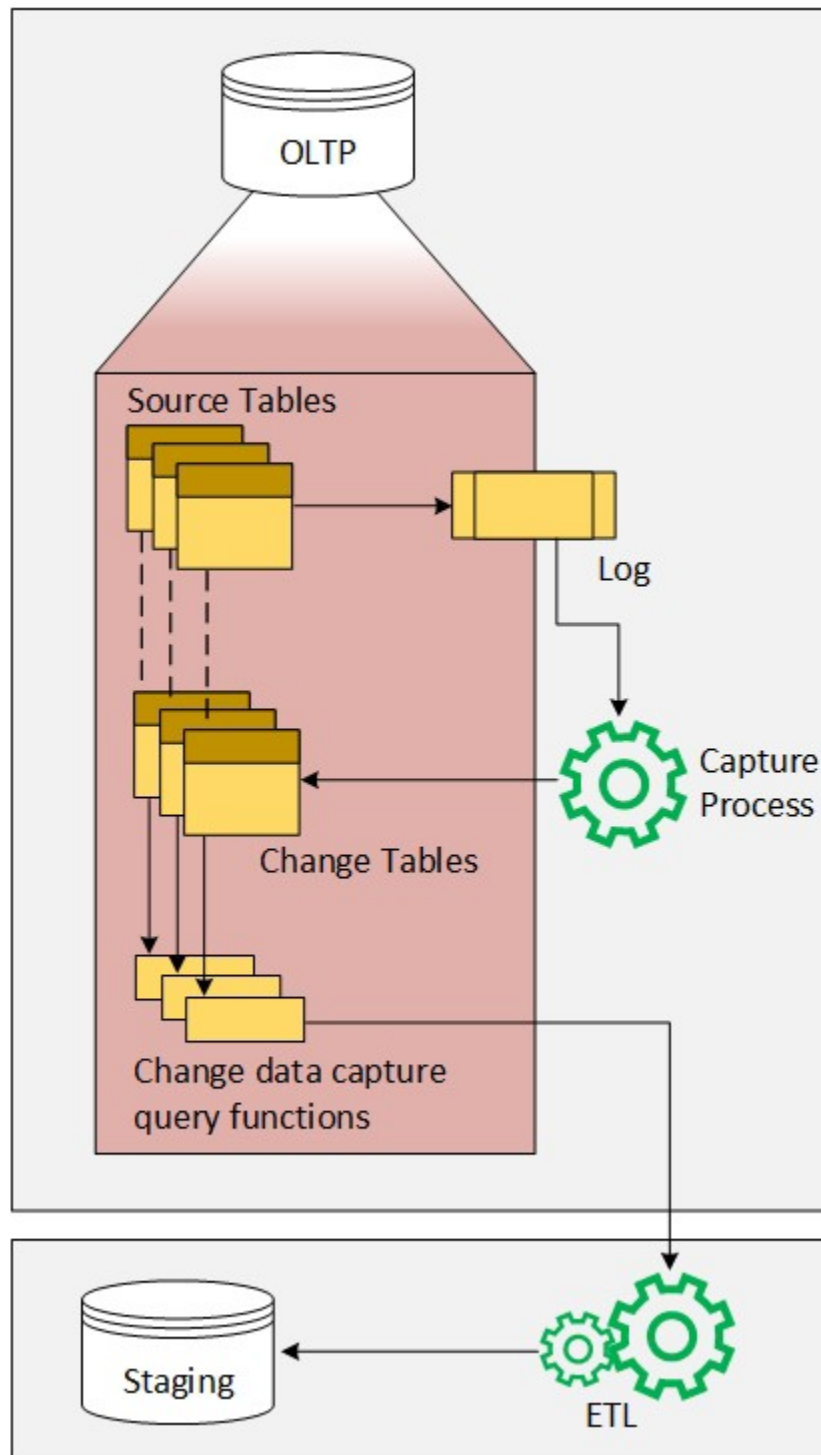 OLTP
Source Tables
Log
Capture
Process
Change Tables
Change data capture
query functions
Staging
ETL